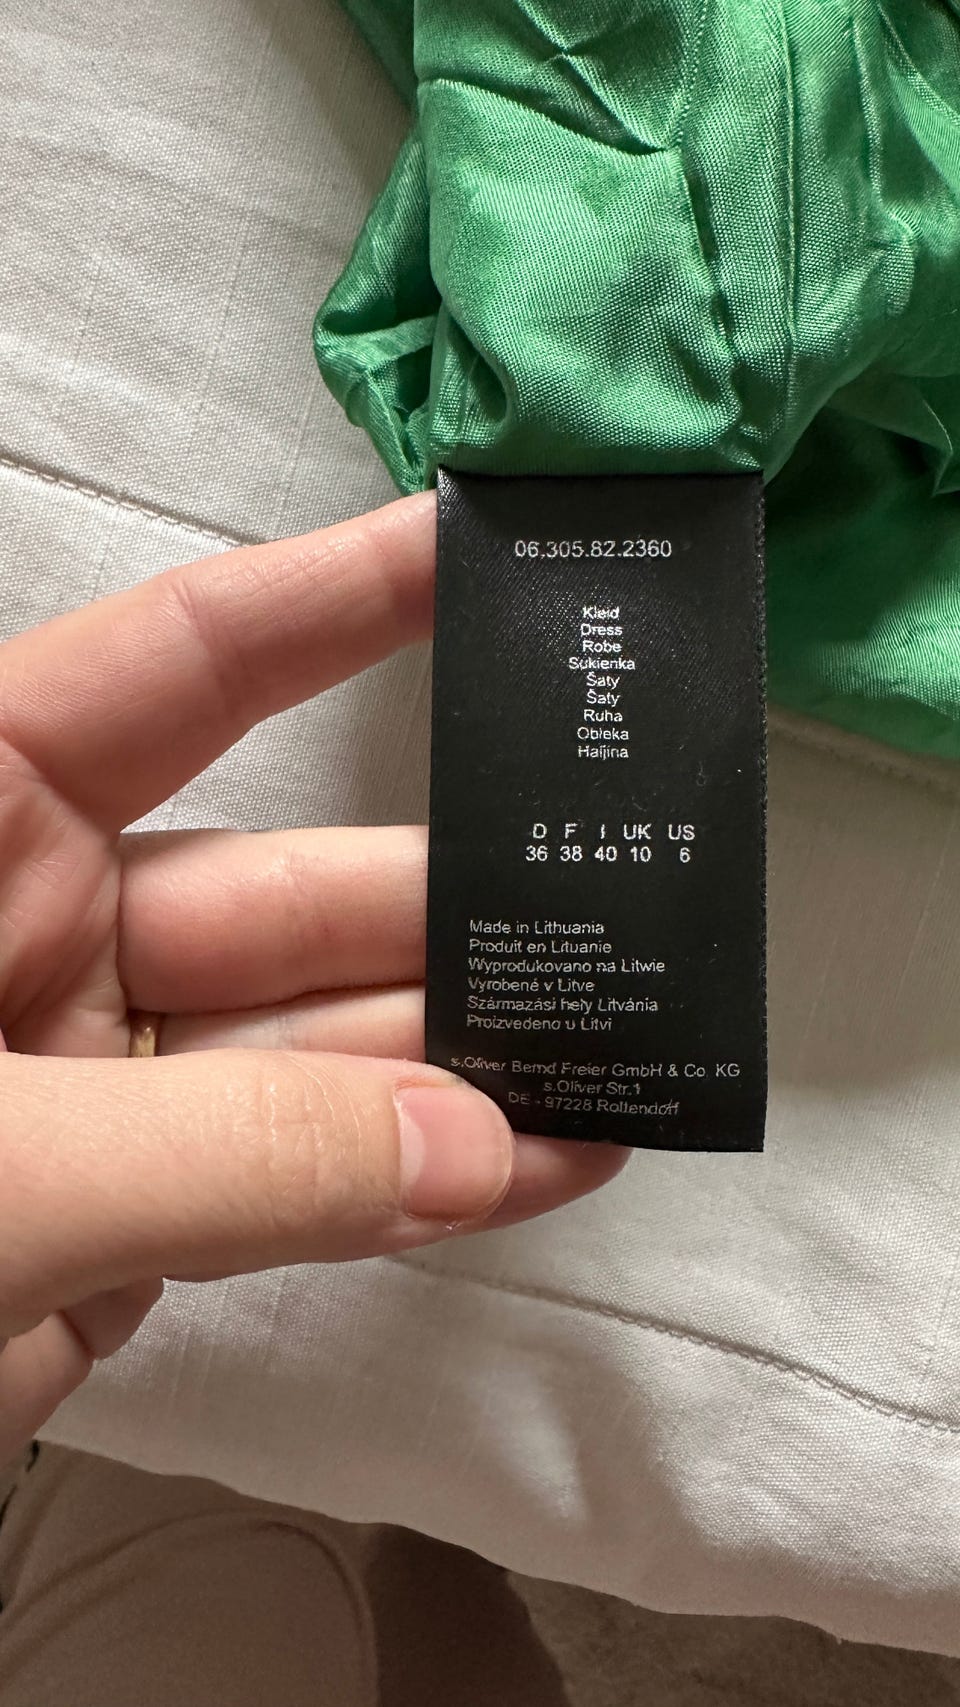 06.305.82.2360
Kleid
Dress
Robe
Sukienka
Šaty
Šaty
Ruha
Obleka
Haljina
D F I UK US
36 38 40 10 6
Made in Lithuania
Produit en Lituanie
Wyprodukowano na Litwie
Vyrobené v Litve
Származási hely Litvánia
Proizvedeno u Litvi
s.Oliver Bernd Freier GmbH & Co. KG
s.Oliver Str.1
DE - 97228 Rottendorf